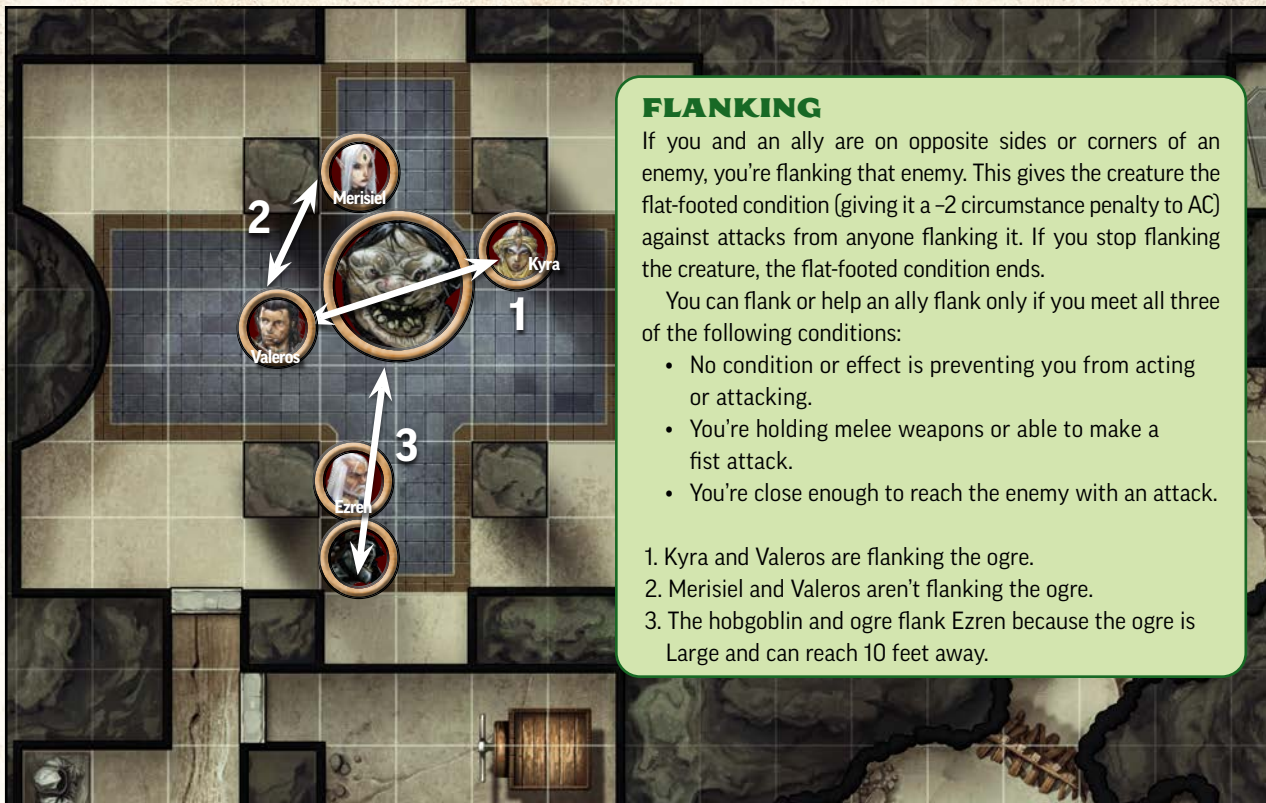 Merisiel
2
Kyra
1
Valeros
3
Ezren
FLANKING
If you and an ally are on opposite sides or corners of an
enemy, you’re flanking that enemy. This gives the creature the
flat-footed condition (giving it a –2 circumstance penalty to AC)
against attacks from anyone flanking it. If you stop flanking
the creature, the flat-footed condition ends.
You can flank or help an ally flank only if you meet all three
of the following conditions:
• No condition or effect is preventing you from acting
or attacking.
• You’re holding melee weapons or able to make a
fist attack.
• You’re close enough to reach the enemy with an attack.
1. Kyra and Valeros are flanking the ogre.
2. Merisiel and Valeros aren’t flanking the ogre.
3. The hobgoblin and ogre flank Ezren because the ogre is
Large and can reach 10 feet away.